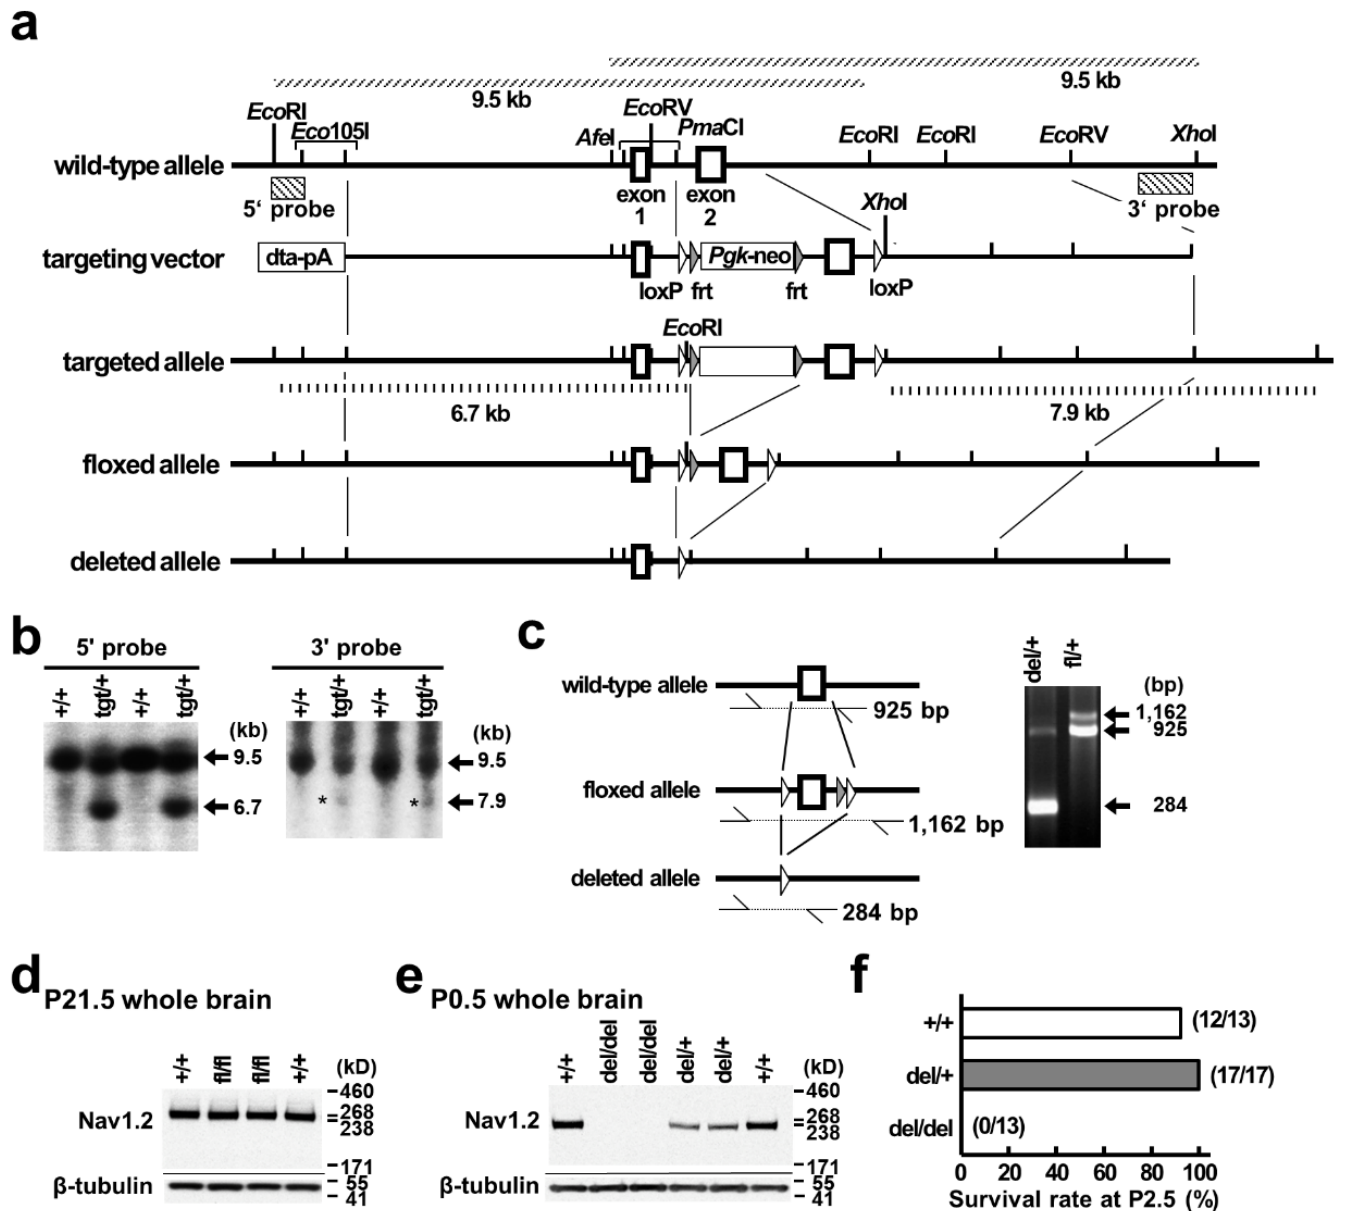 a
9.5 kb
9.5 kb
EcoRI
Eco105I
AfeI
EcoRV
PmaCI
EcoRI
EcoRI
EcoRV
XhoI
wild-type allele
5‘ probe
exon 1
exon 2
3‘ probe
XhoI
targeting vector
dta-pA
Pgk-neo
loxP
frt
frt
loxP
EcoRI
targeted allele
6.7 kb
7.9 kb
floxed allele
deleted allele
b
5' probe
+/+
tgt/+
+/+
tgt/+
(kb)
9.5
6.7
3' probe
+/+
tgt/+
+/+
tgt/+
(kb)
9.5
7.9
*
*
c
wild-type allele
925 bp
floxed allele
1,162 bp
deleted allele
284 bp
del/+
fl/+
(bp)
1,162
925
284
d
P21.5 whole brain
+/+
fl/fl
fl/fl
+/+
(kD)
460
268
238
171
55
41
Nav1.2
β-tubulin
e
P0.5 whole brain
+/+
del/del
del/del
del/+
del/+
+/+
(kD)
460
268
238
171
55
41
Nav1.2
β-tubulin
f
+/+
(12/13)
del/+
(17/17)
del/del
(0/13)
0 20 40 60 80 100
Survival rate at P2.5 (%)